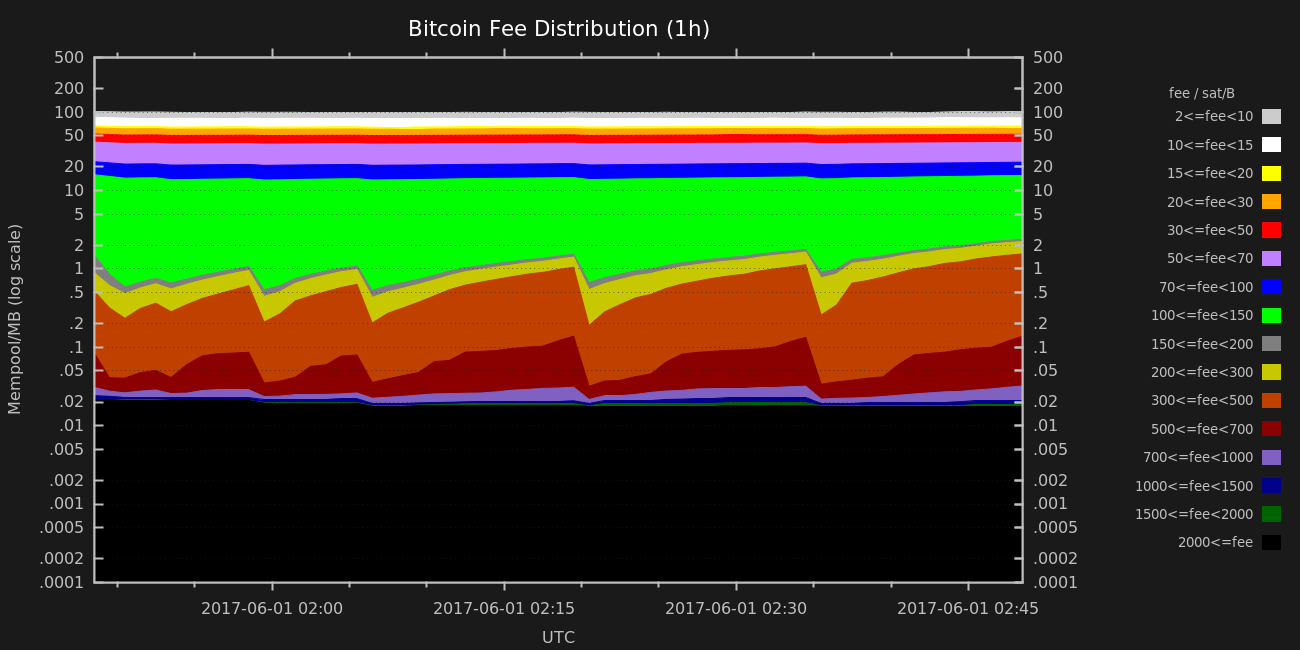 Bitcoin Fee Distribution (1h)
Mempool/MB (log scale)
500
200
100
50
20
10
5
2
1
.5
.2
.1
.05
.02
.01
.005
.002
.001
.0005
.0002
.0001
500
200
100
50
20
10
5
2
1
.5
.2
.1
.05
.02
.01
.005
.002
.001
.0005
.0002
.0001
2017-06-01 02:00
2017-06-01 02:15
2017-06-01 02:30
2017-06-01 02:45
UTC
fee / sat/B
2<=fee<10
10<=fee<15
15<=fee<20
20<=fee<30
30<=fee<50
50<=fee<70
70<=fee<100
100<=fee<150
150<=fee<200
200<=fee<300
300<=fee<500
500<=fee<700
700<=fee<1000
1000<=fee<1500
1500<=fee<2000
2000<=fee